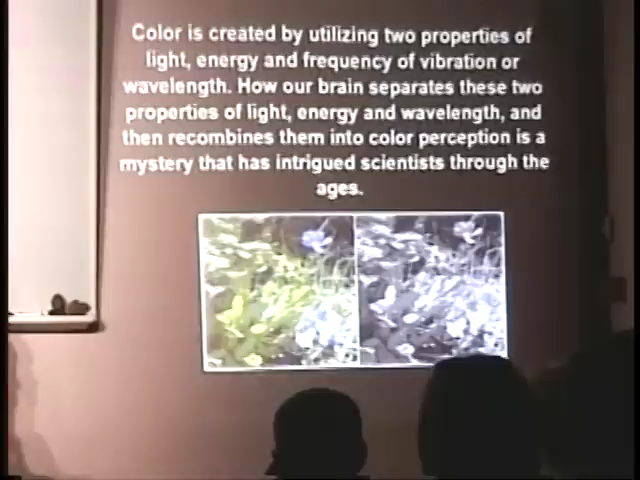 Color is created by utilizing two properties of
light, energy and frequency of vibration or
wavelength. How our brain separates these two
properties of light, energy and wavelength, and
then recombines them into color perception is a
mystery that has intrigued scientists through the
ages.